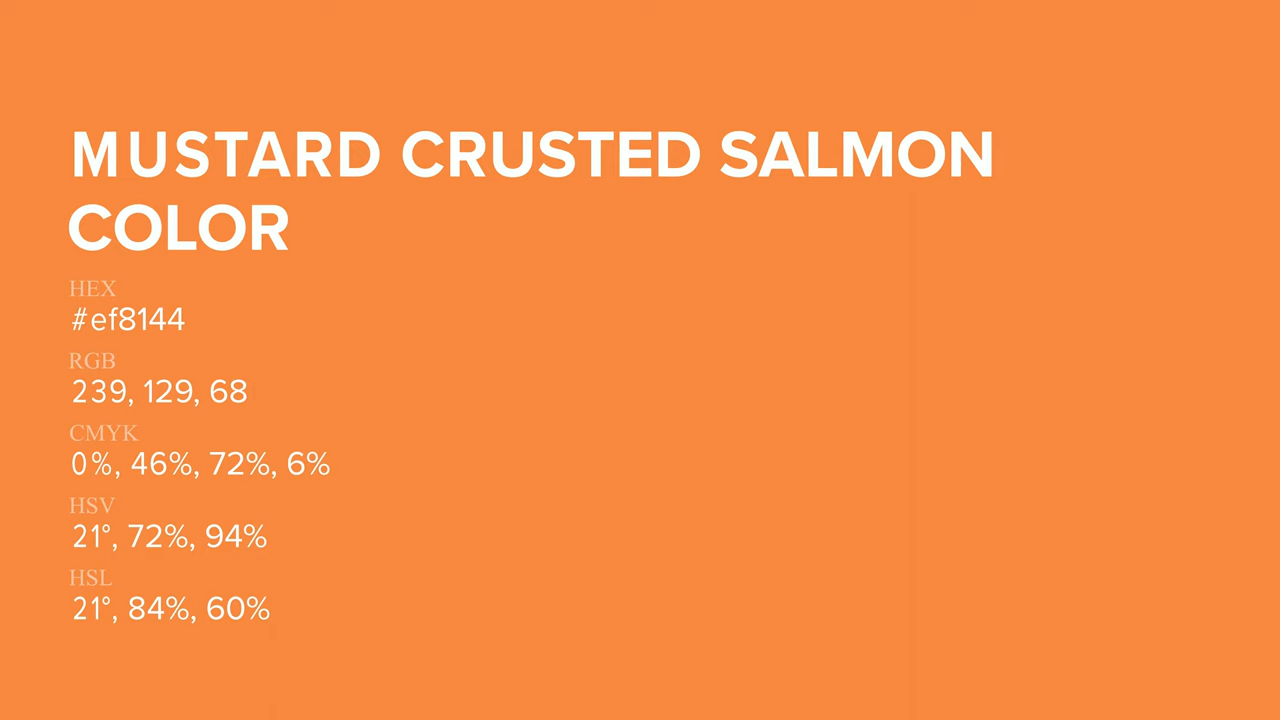 MUSTARD CRUSTED SALMON
COLOR
HEX
#ef8144
RGB
239, 129, 68
CMYK
0%, 46%, 72%, 6%
HSV
21°, 72%, 94%
HSL
21°, 84%, 60%